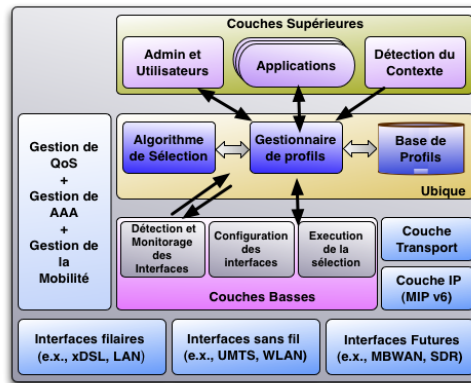 Couches Supérieures
Admin et
Utilisateurs
Applications
Détection du
Contexte
Gestion de
QoS
+
Gestion de
AAA
+
Gestion de
la
Mobilité
Algorithme
de Sélection
Gestionnaire
de profils
Base de
Profils
Ubique
Détection et
Monitorage des
Interfaces
Configuration
des
interfaces
Execution
de la
sélection
Couches Basses
Couche
Transport
Couche IP
(MIP v6)
Interfaces filaires
(e.x., xDSL, LAN)
Interfaces sans fil
(e.x., UMTS, WLAN)
Interfaces Futures
(e.x., MBWAN, SDR)